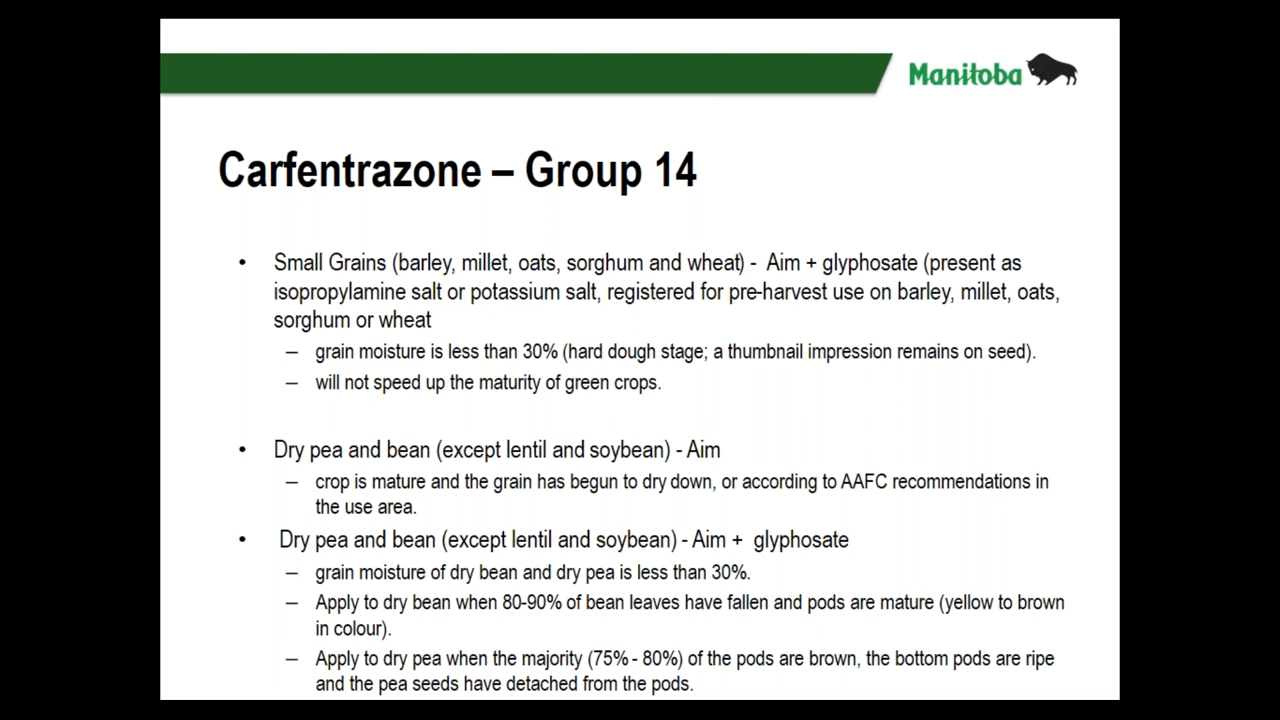 Manitoba
Carfentrazone – Group 14
• Small Grains (barley, millet, oats, sorghum and wheat) - Aim + glyphosate (present as
isopropylamine salt or potassium salt, registered for pre-harvest use on barley, millet, oats,
sorghum or wheat
– grain moisture is less than 30% (hard dough stage; a thumbnail impression remains on seed).
– will not speed up the maturity of green crops.
• Dry pea and bean (except lentil and soybean) - Aim
– crop is mature and the grain has begun to dry down, or according to AAFC recommendations in
the use area.
• Dry pea and bean (except lentil and soybean) - Aim + glyphosate
– grain moisture of dry bean and dry pea is less than 30%.
– Apply to dry bean when 80-90% of bean leaves have fallen and pods are mature (yellow to brown
in colour).
– Apply to dry pea when the majority (75% - 80%) of the pods are brown, the bottom pods are ripe
and the pea seeds have detached from the pods.